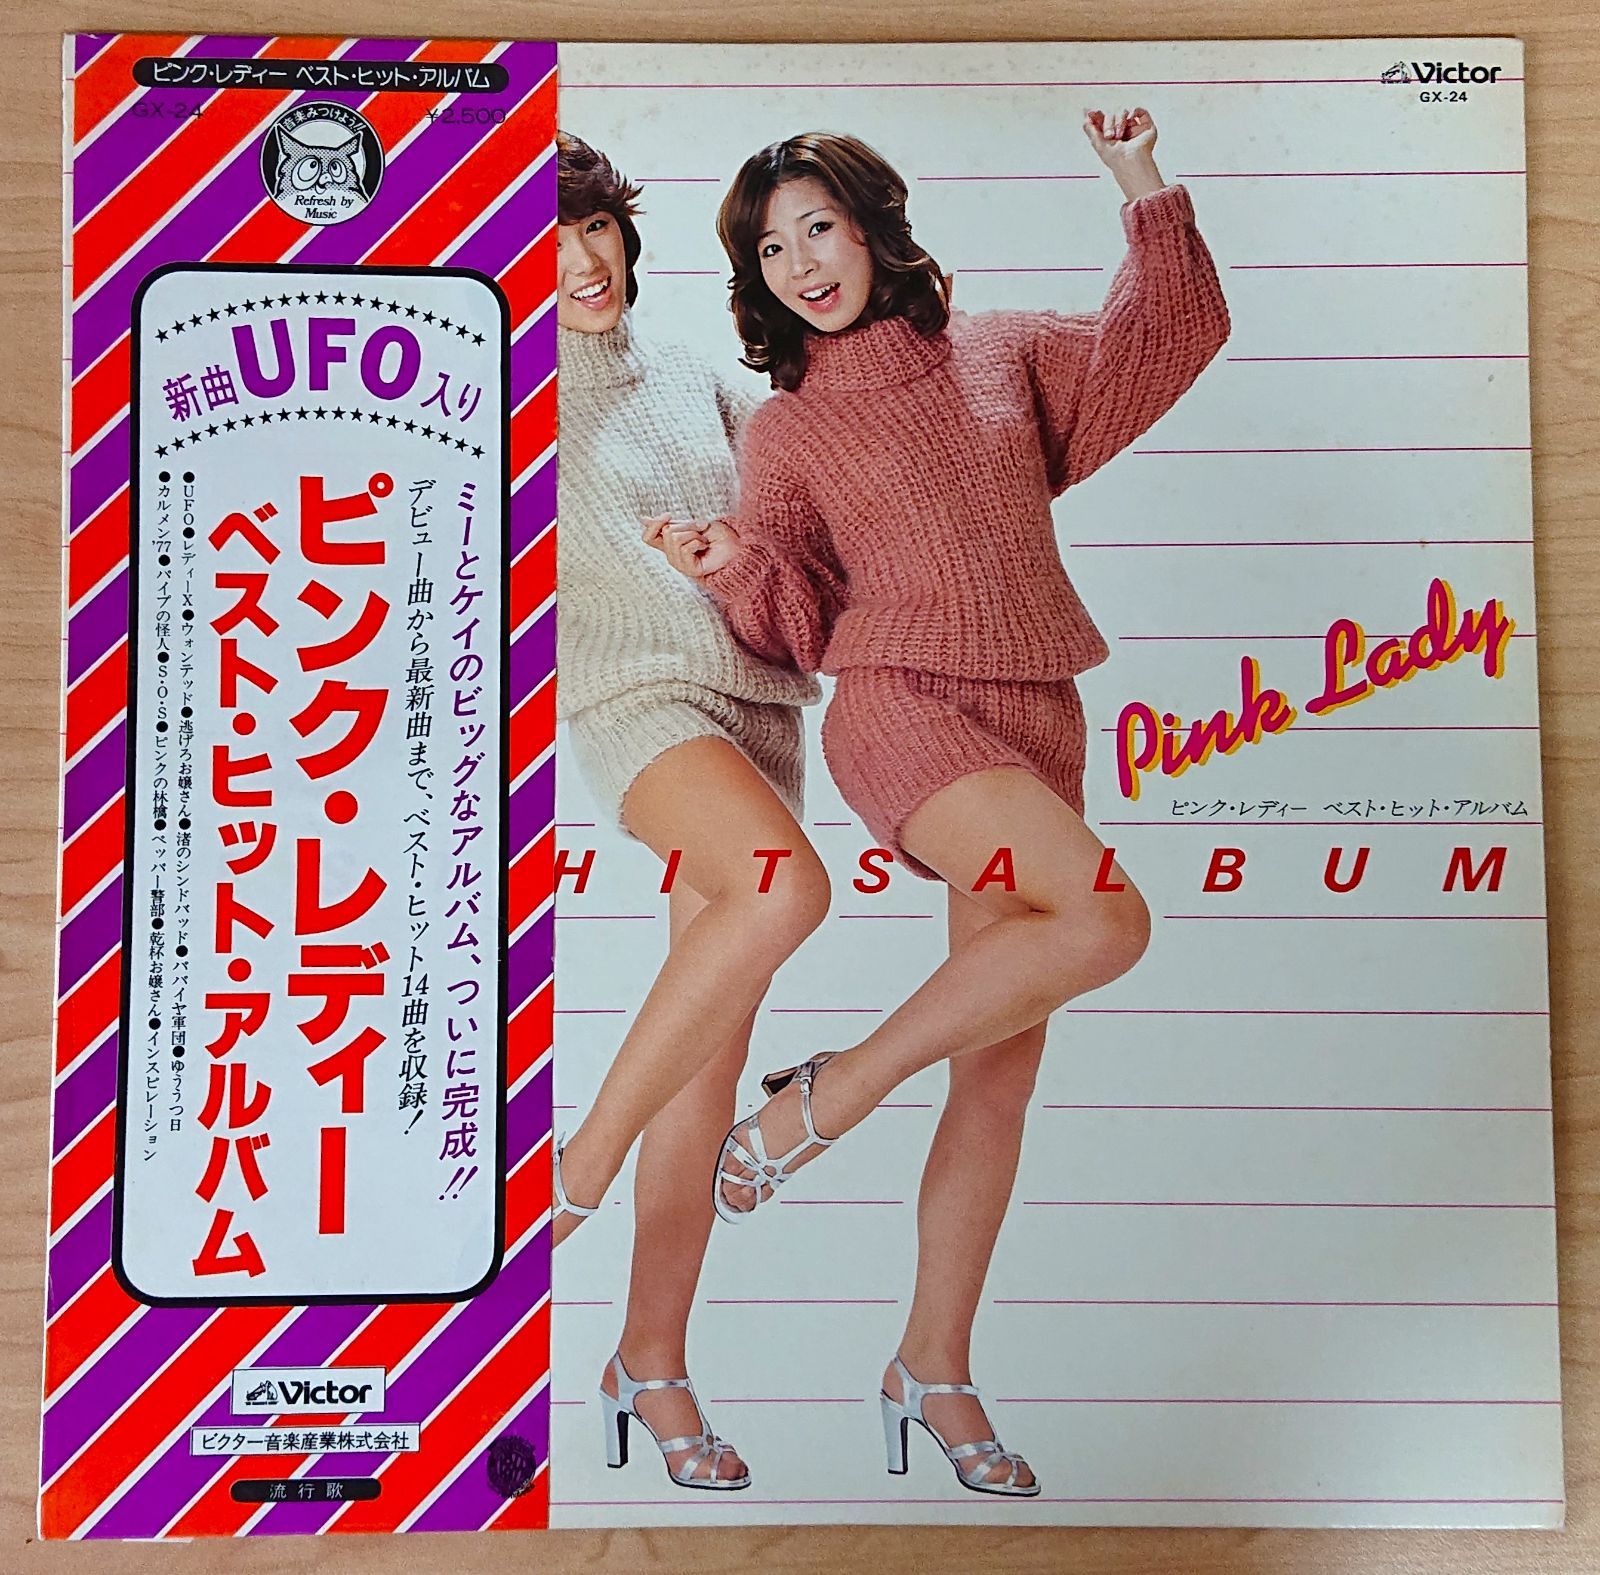 ピンク・レディー ベスト・ヒット・アルバム
GX-24
¥2,500
音楽みつけよう!!
Refresh by
Music
新曲UFO入り
ミーとケイのビッグなアルバム、ついに完成!!
デビュー曲から最新曲まで、ベスト・ヒット14曲を収録!
ピンク・レディー
ベスト・ヒット・アルバム
●UFO●レディーX●ウォンテッド●逃げろお嬢さん●渚のシンドバッド●パパイヤ軍団●ゆううつ日
●カルメン'77●パイプの怪人●S・O・S●ピンクの林檎●ペッパー警部●乾杯お嬢さん●インスピレーション
Victor
ビクター音楽産業株式会社
流行歌
Victor
GX-24
Pink Lady
ピンク・レディー ベスト・ヒット・アルバム
HITS ALBUM